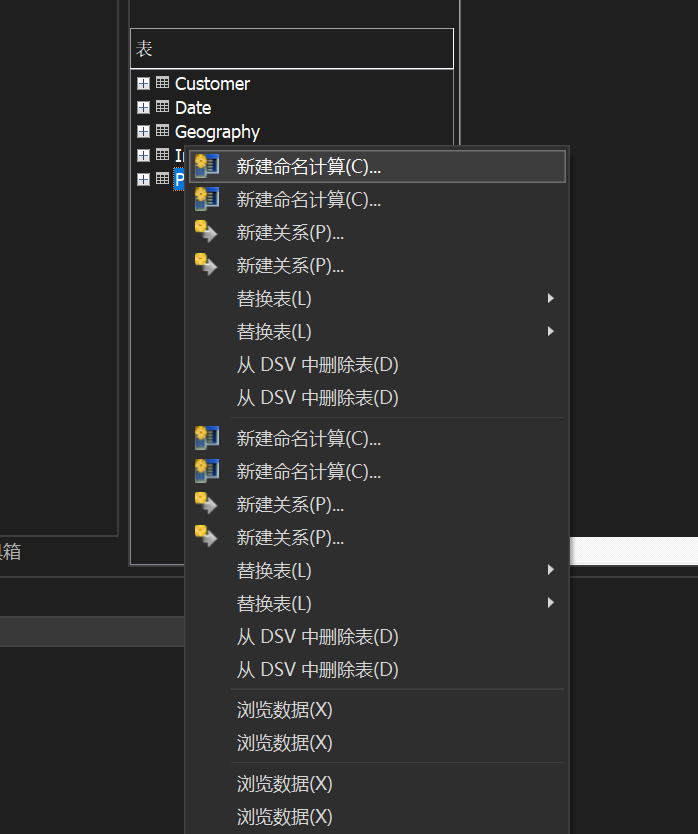 表
Customer
Date
Geography
新建命名计算(C)...
新建命名计算(C)...
新建关系(P)...
新建关系(P)...
替换表(L)
替换表(L)
从 DSV 中删除表(D)
从 DSV 中删除表(D)
新建命名计算(C)...
新建命名计算(C)...
新建关系(P)...
新建关系(P)...
箱
替换表(L)
替换表(L)
从 DSV 中删除表(D)
从 DSV 中删除表(D)
浏览数据(X)
浏览数据(X)
浏览数据(X)
浏览数据(X)